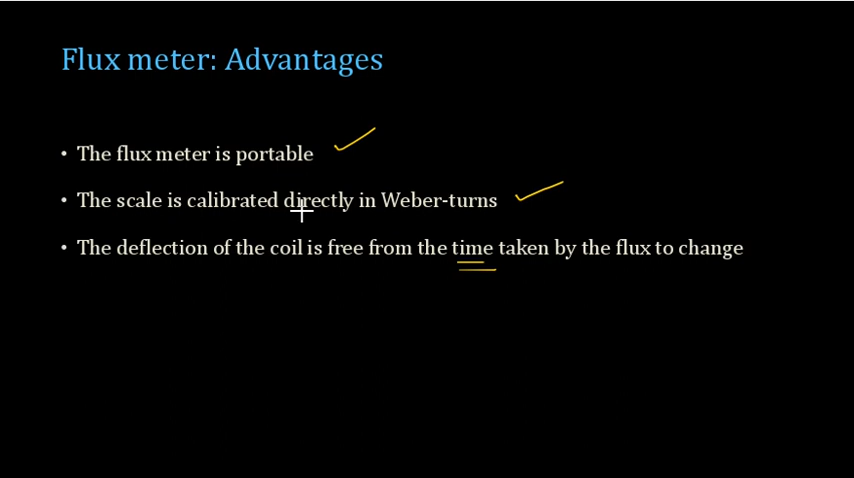 Flux meter: Advantages
• The flux meter is portable
• The scale is calibrated directly in Weber-turns
• The deflection of the coil is free from the time taken by the flux to change